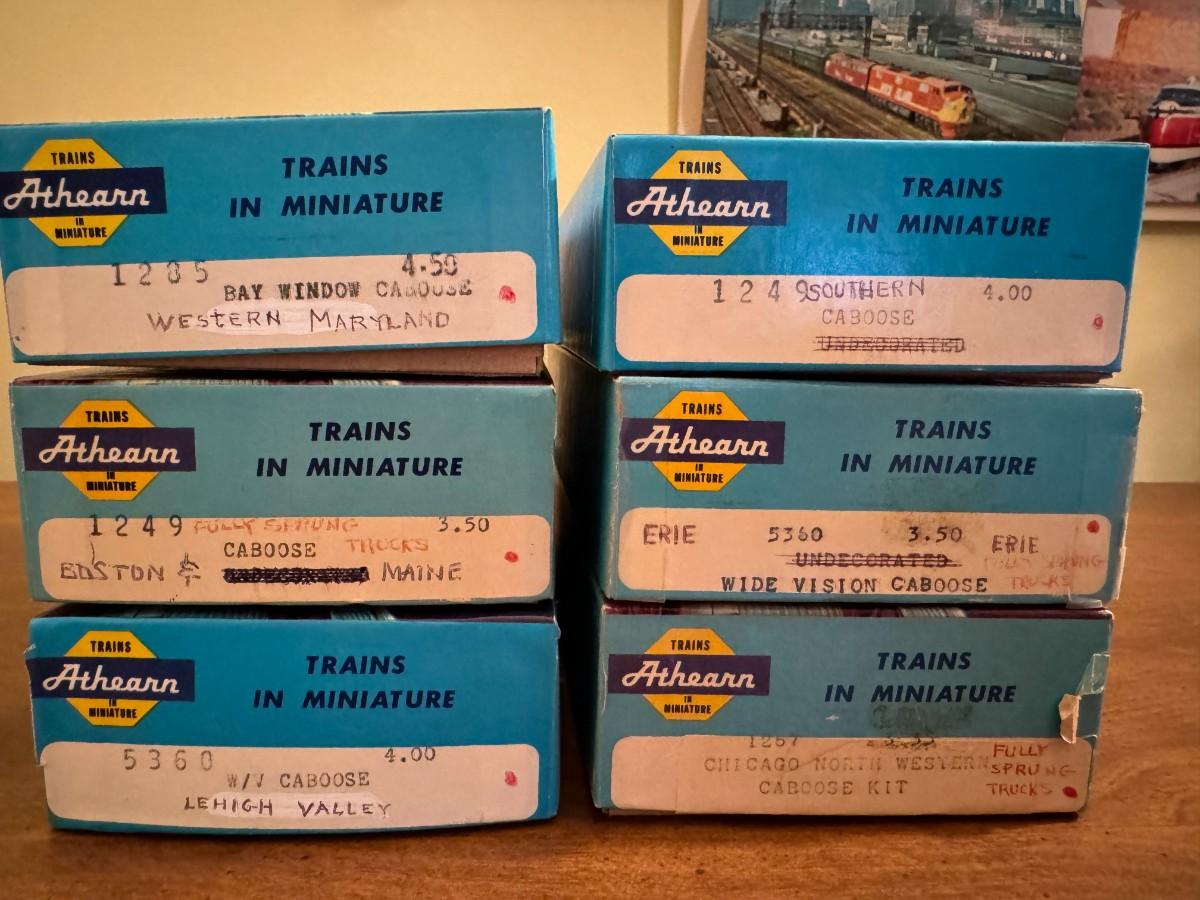 TRAINS
Athearn
IN
MINIATURE
TRAINS
IN MINIATURE
1285 4.50
BAY WINDOW CABOOSE
WESTERN MARYLAND
TRAINS
Athearn
IN
MINIATURE
TRAINS
IN MINIATURE
1249 FULLY SPRUNG 3.50
CABOOSE TRUCKS
BOSTON & MAINE
TRAINS
Athearn
IN
MINIATURE
TRAINS
IN MINIATURE
5360 4.00
W/V CABOOSE
LEHIGH VALLEY
TRAINS
Athearn
IN
MINIATURE
TRAINS
IN MINIATURE
1249 SOUTHERN 4.00
CABOOSE
UNDECORATED
TRAINS
Athearn
IN
MINIATURE
TRAINS
IN MINIATURE
ERIE 5360 3.50 ERIE
UNDECORATED FULLY SPRUNG
WIDE VISION CABOOSE TRUCKS
TRAINS
Athearn
IN
MINIATURE
TRAINS
IN MINIATURE
1267 FULLY
CHICAGO NORTH WESTERN SPRUNG
CABOOSE KIT TRUCKS